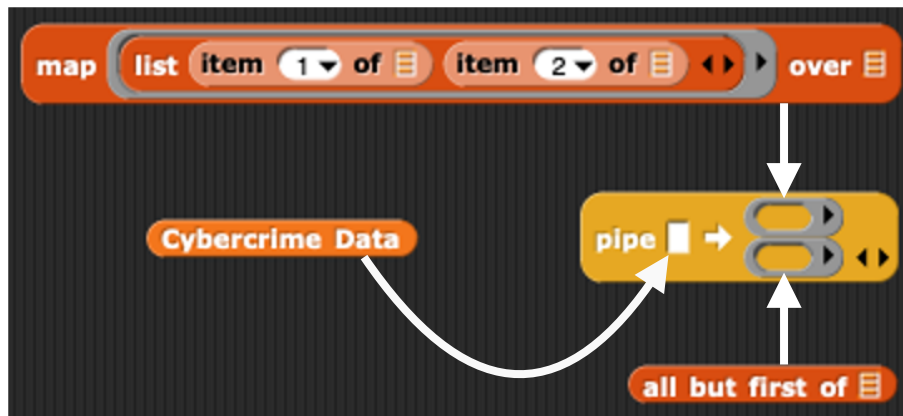 map list item 1 of item 2 of over
Cybercrime Data
pipe
all but first of